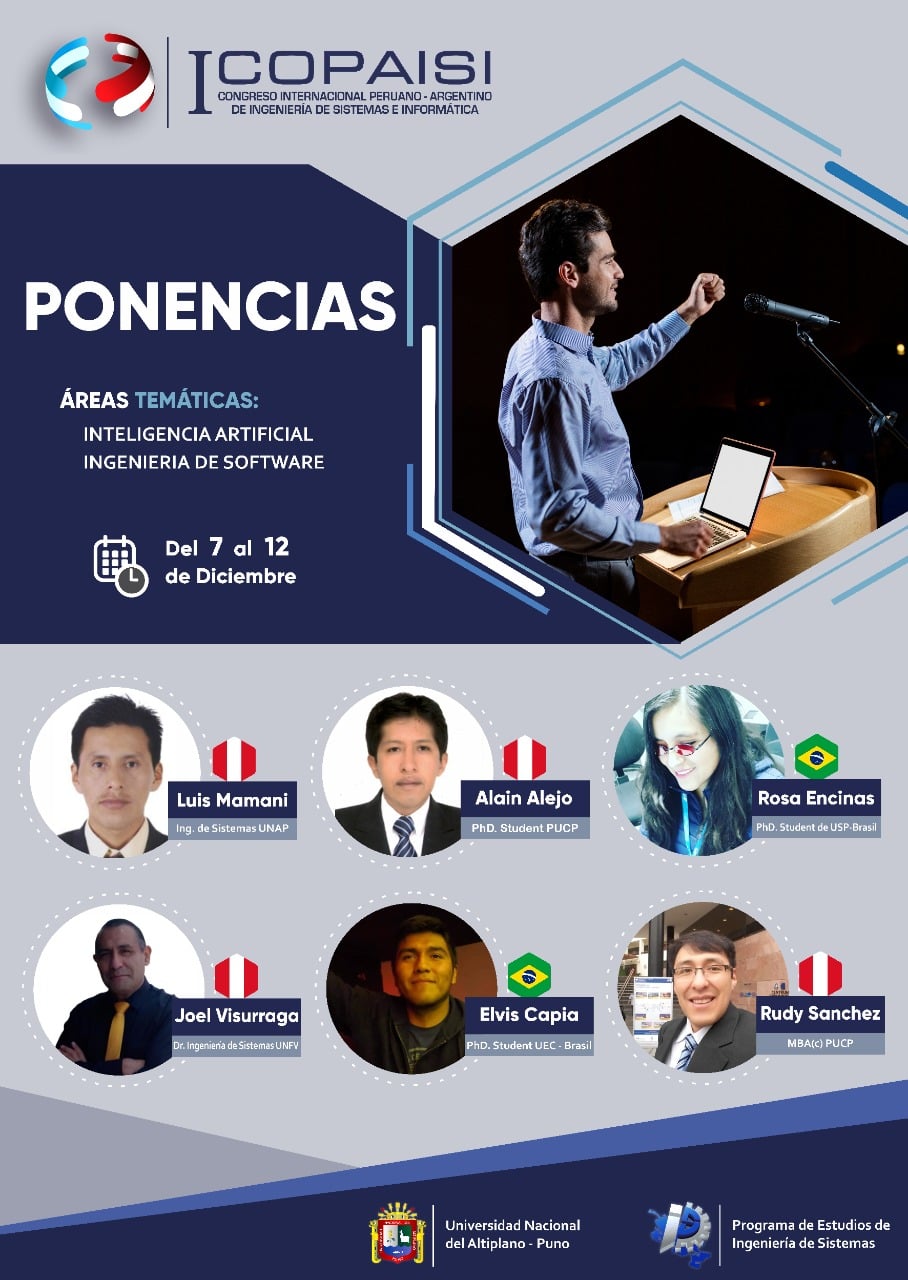 I COPAISI
CONGRESO INTERNACIONAL PERUANO - ARGENTINO
DE INGENIERÍA DE SISTEMAS E INFORMÁTICA
PONENCIAS
ÁREAS TEMÁTICAS:
INTELIGENCIA ARTIFICIAL
INGENIERIA DE SOFTWARE
Del 7 al 12
de Diciembre
Luis Mamani
Ing. de Sistemas UNAP
Alain Alejo
PhD. Student PUCP
Rosa Encinas
PhD. Student de USP-Brasil
Joel Visurraga
Dr. Ingeniería de Sistemas UNFV
Elvis Capia
PhD. Student UEC - Brasil
Rudy Sanchez
MBA(c) PUCP
Universidad Nacional
del Altiplano - Puno
Programa de Estudios de
Ingeniería de Sistemas